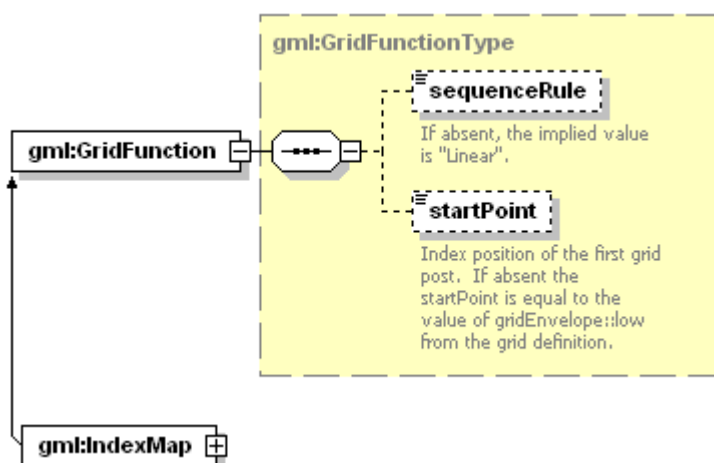 gml:GridFunctionType
sequenceRule
If absent, the implied value
is "Linear".
gml:GridFunction
startPoint
Index position of the first grid
post. If absent the
startPoint is equal to the
value of gridEnvelope::low
from the grid definition.
gml:IndexMap